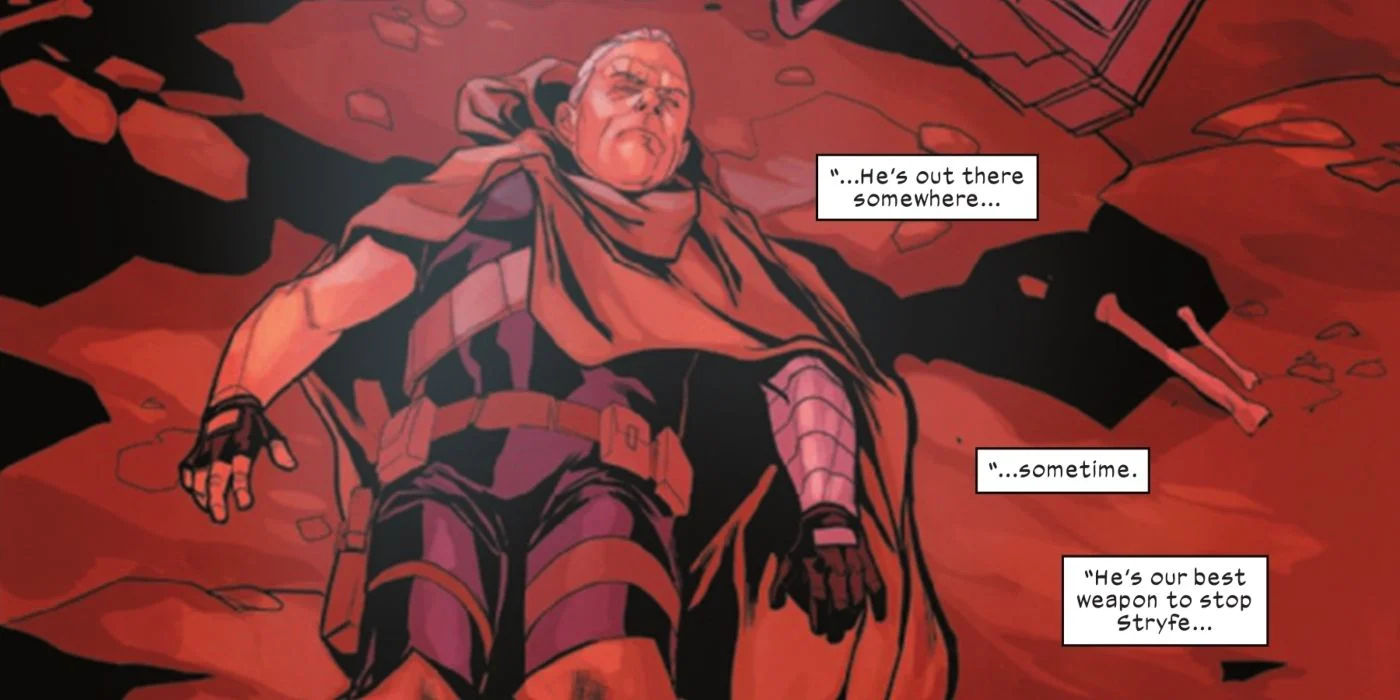 "...He's out there
somewhere...
"...sometime.
"He's our best
weapon to stop
Stryfe...